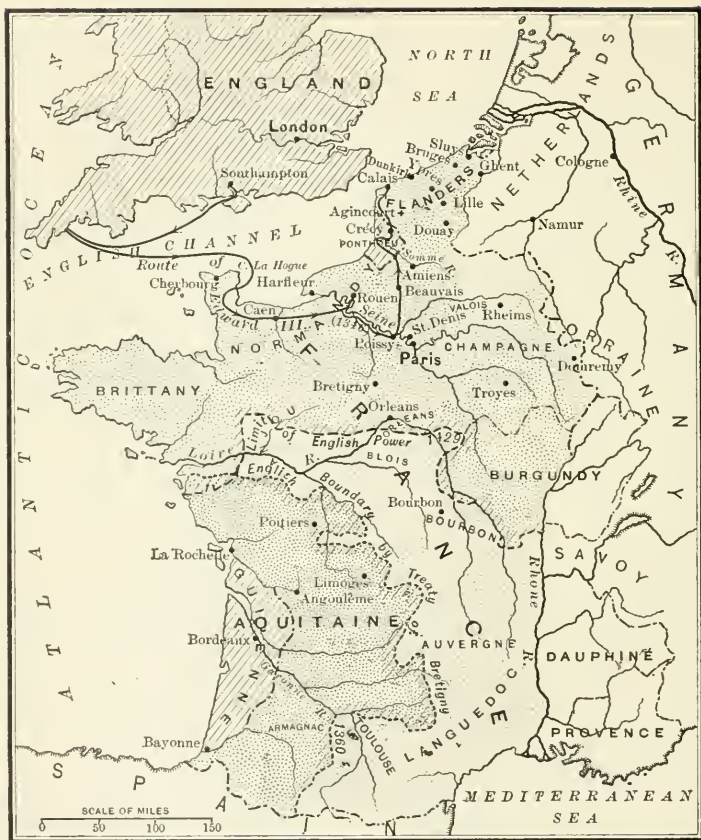 NORTH
SEA
ENGLAND
London
Southampton
ATLANTIC
OCEAN
ENGLISH CHANNEL
Route of Edward III. (1346)
C. La Hogue
Cherbourg
Harfleur
Caen
Rouen
Seine
NORMANDY
Sluys
Bruges
Dunkirk
Ypres
Ghent
Calais
FLANDERS
Lille
Agincourt
Crécy
Douay
PONTHIEU
Somme R.
Amiens
Beauvais
NETHERLANDS
GERMANY
Cologne
Rhine
R.
Namur
VALOIS
Rheims
St. Denis
Poissy
Paris
CHAMPAGNE
LORRAINE
Domremy
Troyes
BRITTANY
Bretigny
Orleans
ORLEANS
FRANCE
Limit of English Power 1429
Loire
R.
BLOIS
BURGUNDY
English Boundary by Treaty of Bretigny
1360
Bourbon
BOURBON
Poitiers
La Rochelle
Limoges
Angoulême
GUIENNE
AQUITAINE
Bordeaux
Garonne R.
AUVERGNE
SAVOY
Rhone
R.
DAUPHINÉ
LANGUEDOC
TOULOUSE
ARMAGNAC
PROVENCE
Bayonne
SPAIN
MEDITERRANEAN
SEA
SCALE OF MILES
0 50 100 150